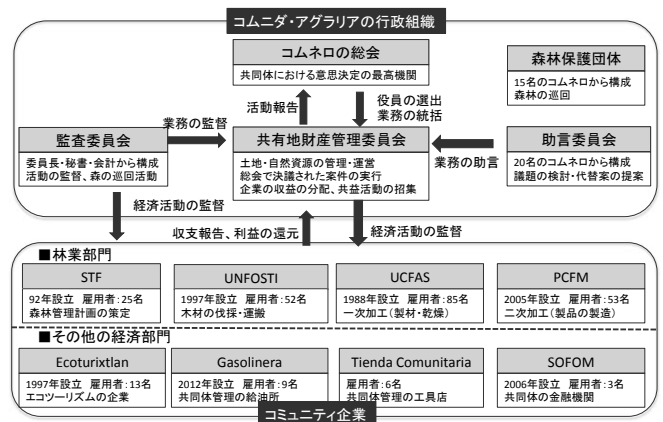 コムニダ・アグラリアの行政組織
コムネロの総会
共同体における意思決定の最高機関
森林保護団体
15名のコムネロから構成
森林の巡回
活動報告
役員の選出
業務の統括
監査委員会
委員長・秘書・会計から構成
活動の監督、森の巡回活動
業務の監督
共有地財産管理委員会
土地・自然資源の管理・運営
総会で決議された案件の実行
企業の収益の分配、共益活動の招集
業務の助言
助言委員会
20名のコムネロから構成
議題の検討・代替案の提案
経済活動の監督
収支報告、利益の還元
経済活動の監督
■林業部門
STF
92年設立 雇用者:25名
森林管理計画の策定
UNFOSTI
1997年設立 雇用者:52名
木材の伐採・運搬
UCFAS
1988年設立 雇用者:85名
一次加工(製材・乾燥)
PCFM
2005年設立 雇用者:53名
二次加工(製品の製造)
■その他の経済部門
Ecoturixtlan
1997年設立 雇用者:13名
エコツーリズムの企業
Gasolinera
2012年設立 雇用者:9名
共同体管理の給油所
Tienda Comunitaria
雇用者:6名
共同体管理の工具店
SOFOM
2006年設立 雇用者:3名
共同体の金融機関
コミュニティ企業